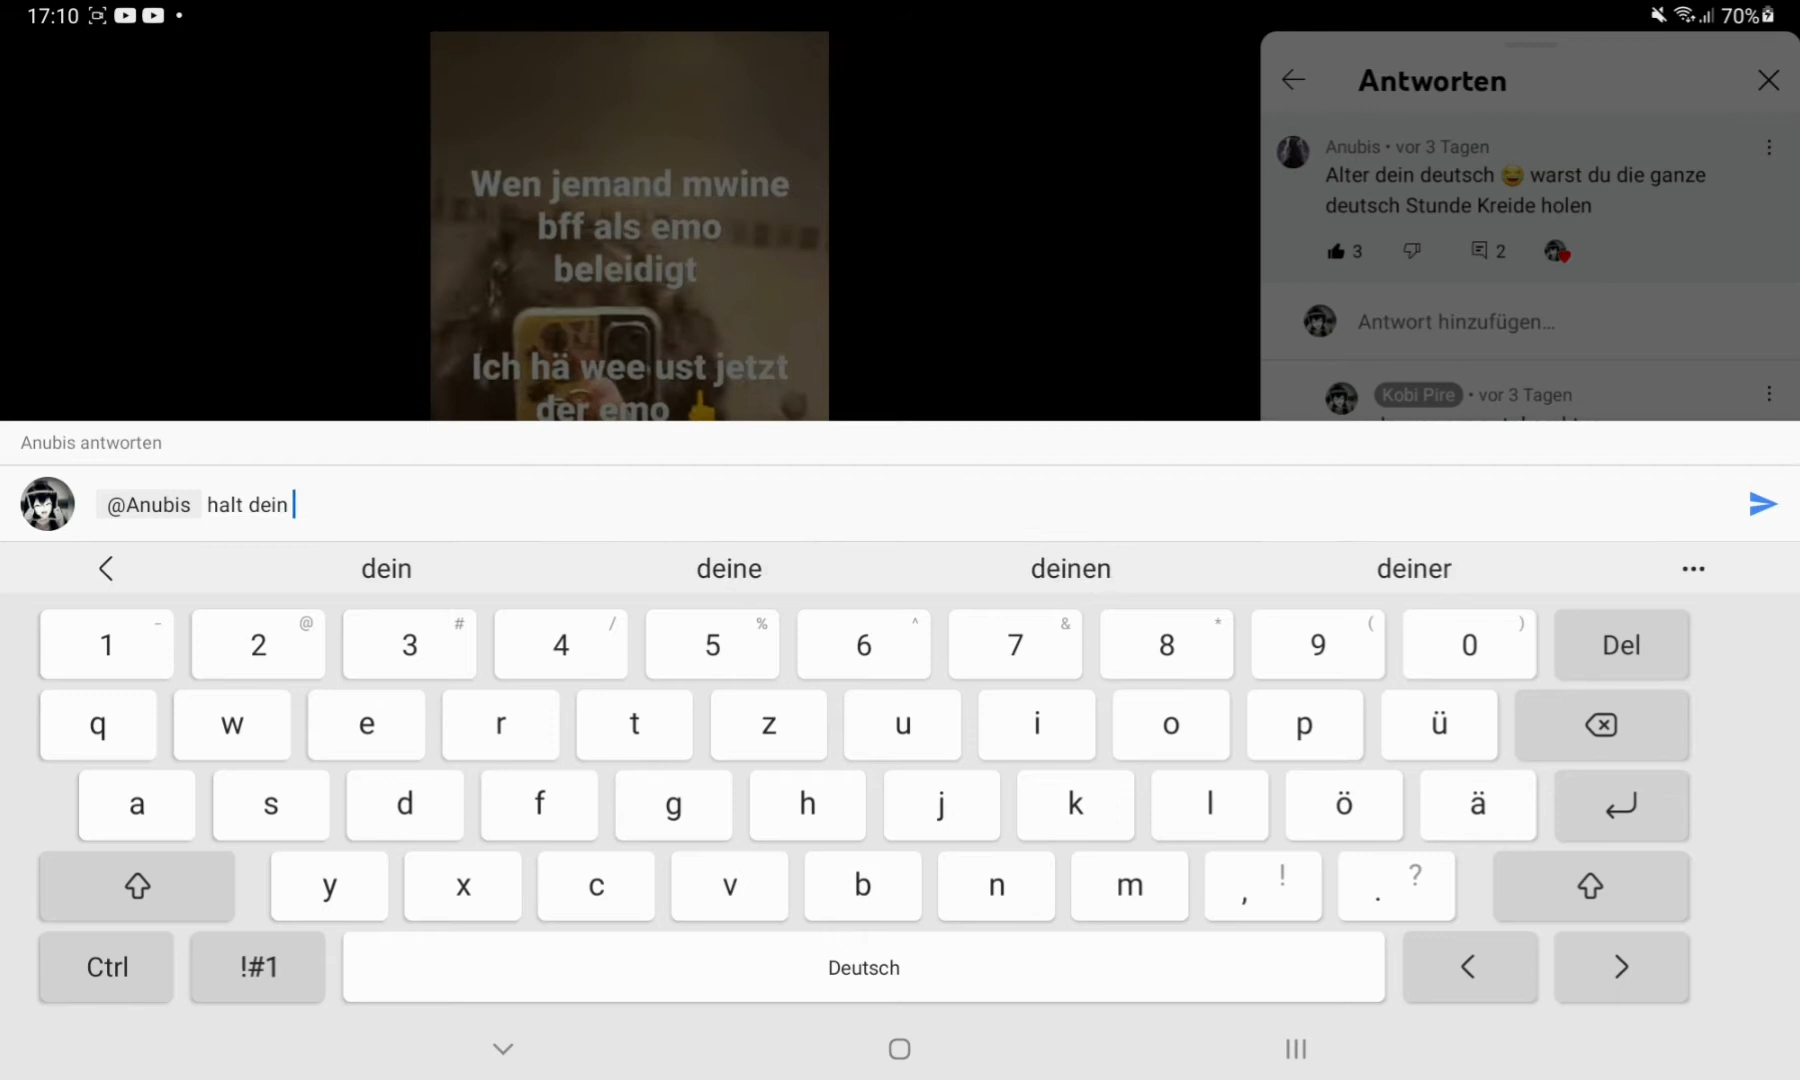 17:10
70%
Wen jemand mwine
bff als emo
beleidigt
Ich hä wee ust jetzt
der emo
Antworten
Anubis • vor 3 Tagen
Alter dein deutsch 😂 warst du die ganze
deutsch Stunde Kreide holen
3
2
Antwort hinzufügen...
Kobi Pire • vor 3 Tagen
Anubis antworten
@Anubis halt dein
dein deine deinen deiner ...
1 - 2 @ 3 # 4 / 5 % 6 ^ 7 & 8 * 9 ( 0 ) Del
q w e r t z u i o p ü
a s d f g h j k l ö ä
y x c v b n m , ! . ?
Ctrl !#1 Deutsch < >